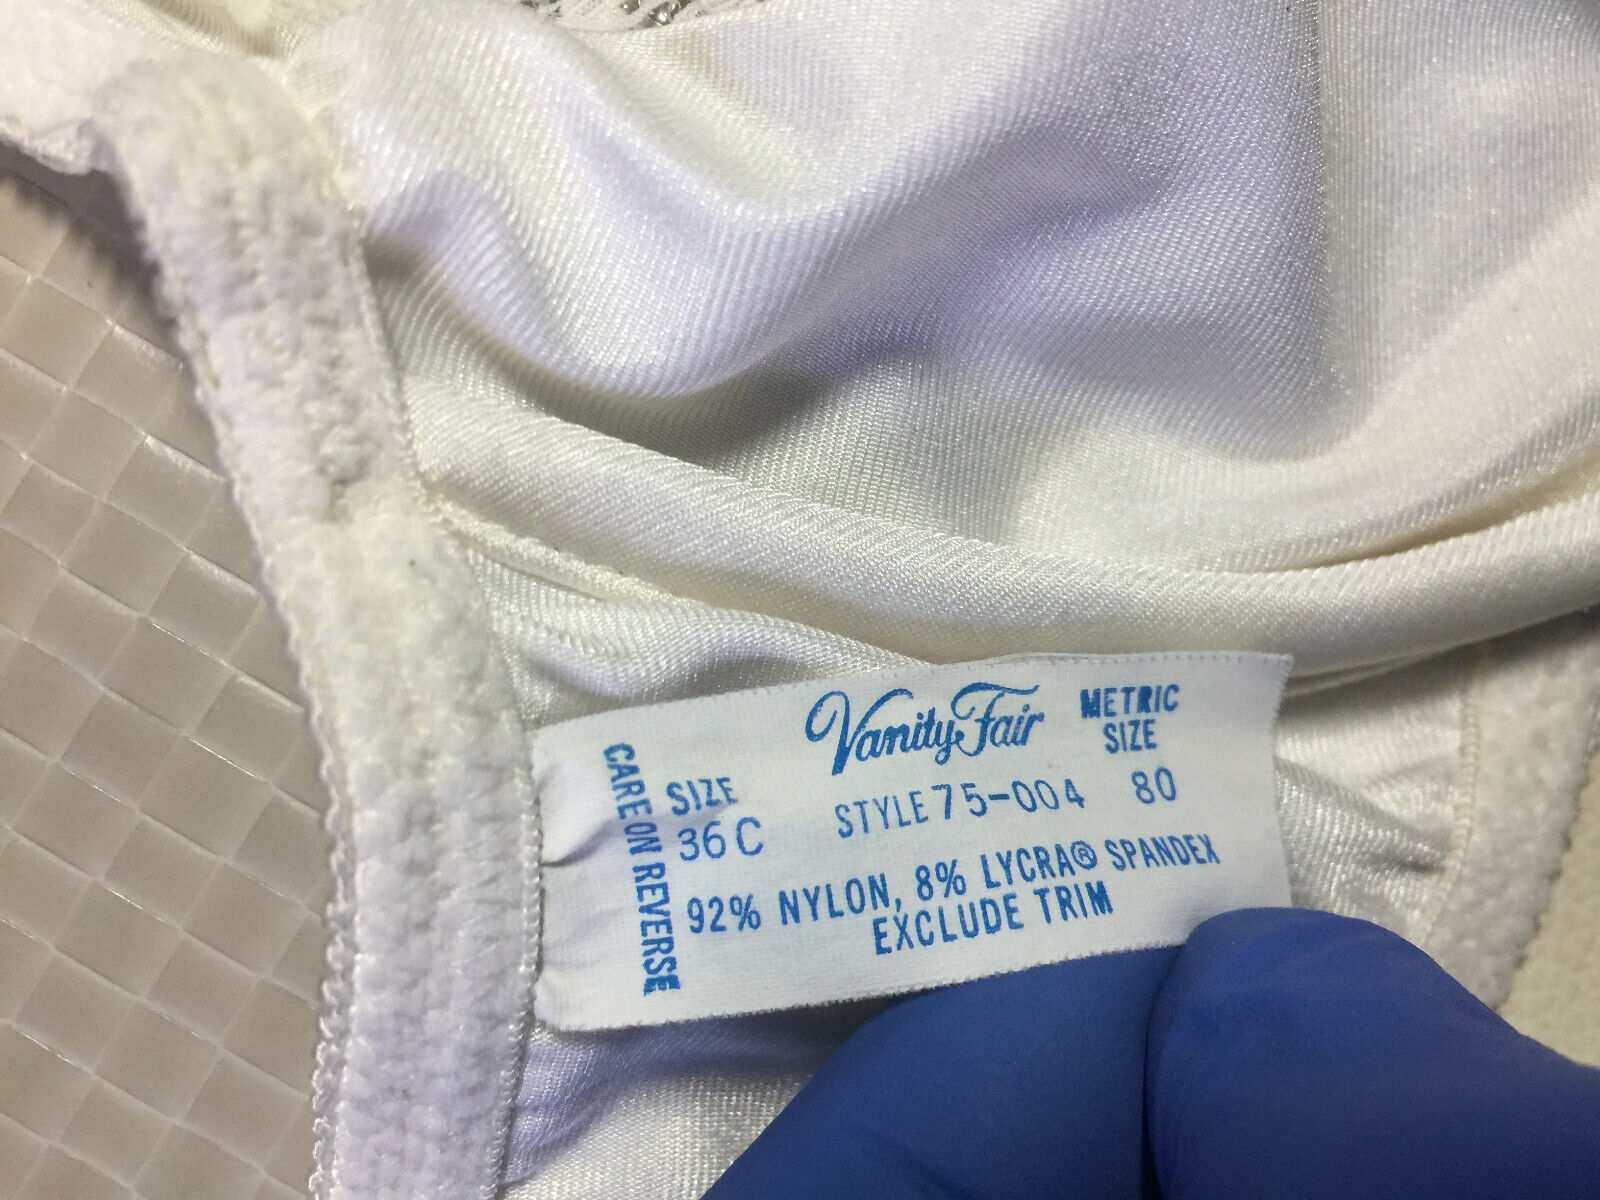 Vanity Fair
METRIC
SIZE
80
SIZE
36C
STYLE 75-004
92% NYLON, 8% LYCRA® SPANDEX
EXCLUDE TRIM
CARE ON REVERSE